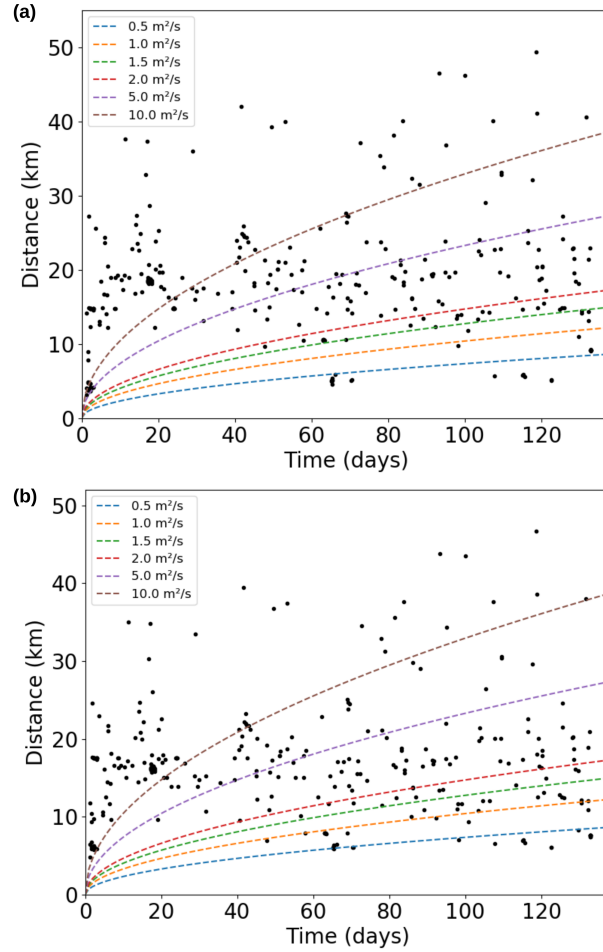 (a)
0.5 m²/s
1.0 m²/s
1.5 m²/s
2.0 m²/s
5.0 m²/s
10.0 m²/s
50
40
30
20
10
0
Distance (km)
0 20 40 60 80 100 120
Time (days)
(b)
0.5 m²/s
1.0 m²/s
1.5 m²/s
2.0 m²/s
5.0 m²/s
10.0 m²/s
50
40
30
20
10
0
Distance (km)
0 20 40 60 80 100 120
Time (days)